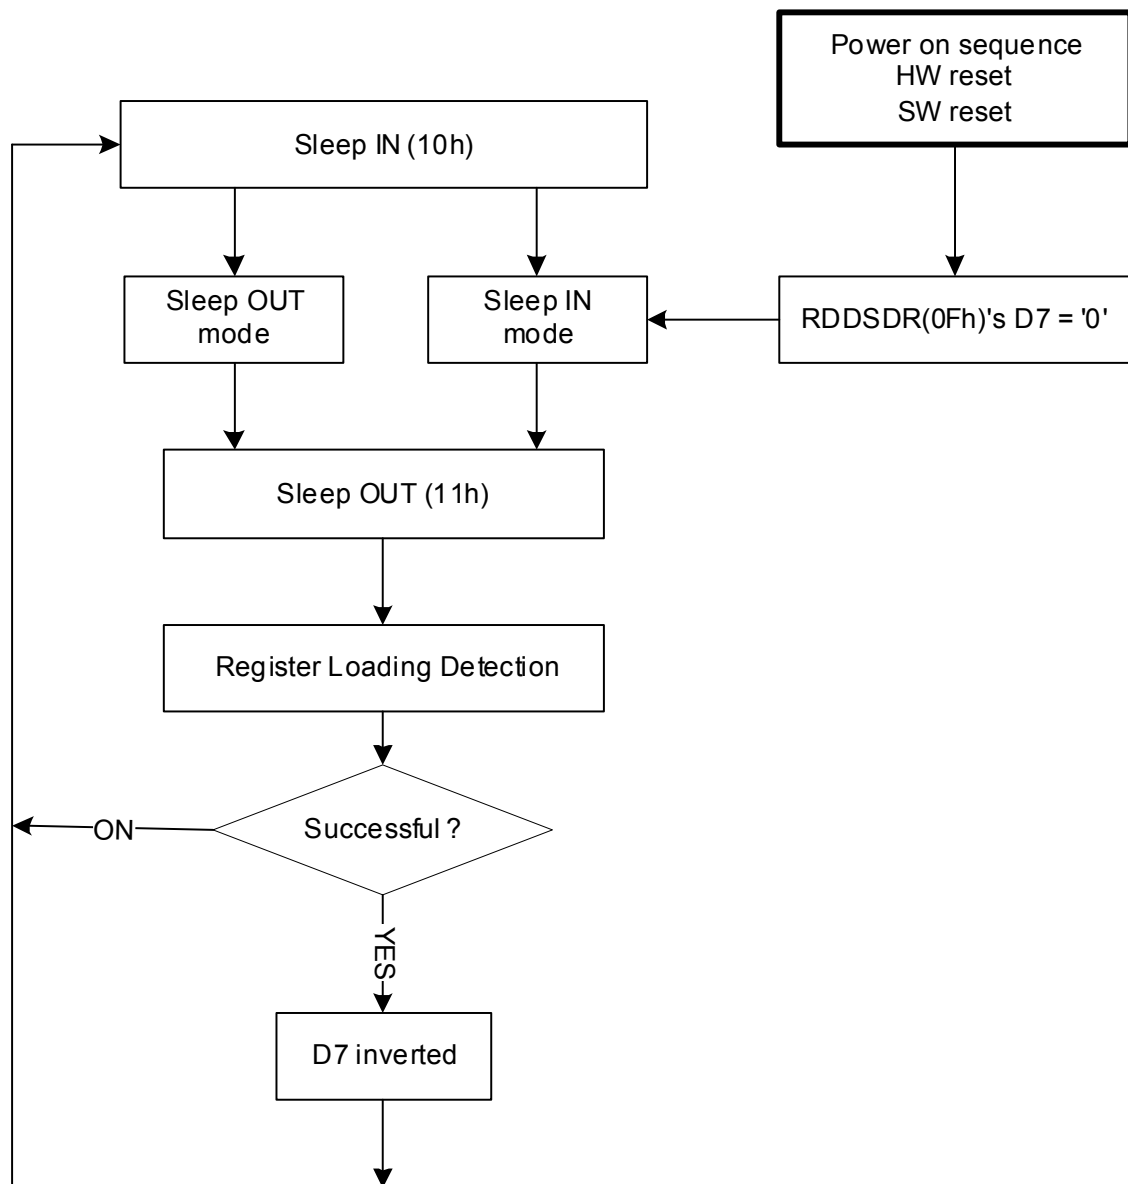 Power on sequence
HW reset
SW reset
Sleep IN (10h)
Sleep OUT
mode
Sleep IN
mode
RDDSDR(0Fh)'s D7 = '0'
Sleep OUT (11h)
Register Loading Detection
Successful ?
ON
YES
D7 inverted